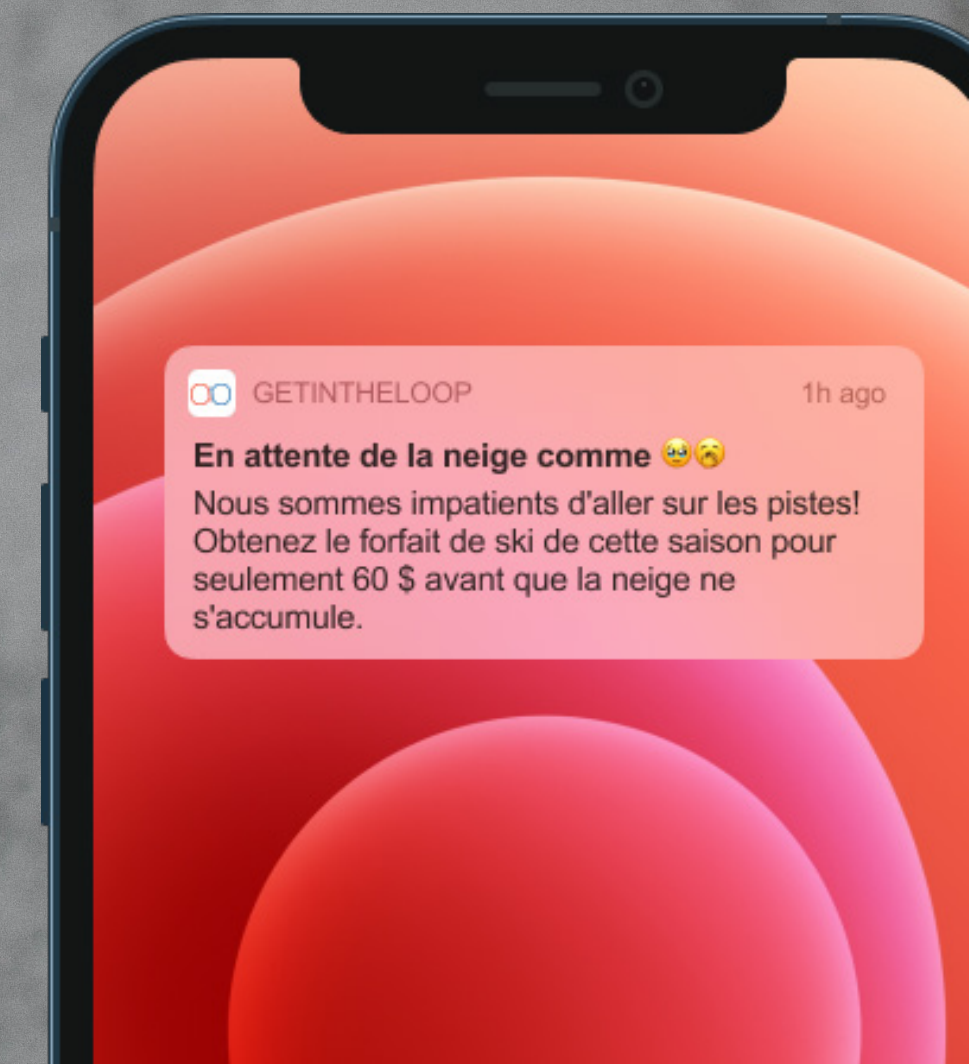 GETINTHELOOP 1h ago
En attente de la neige comme 🥹🥱
Nous sommes impatients d'aller sur les pistes!
Obtenez le forfait de ski de cette saison pour
seulement 60 $ avant que la neige ne
s'accumule.